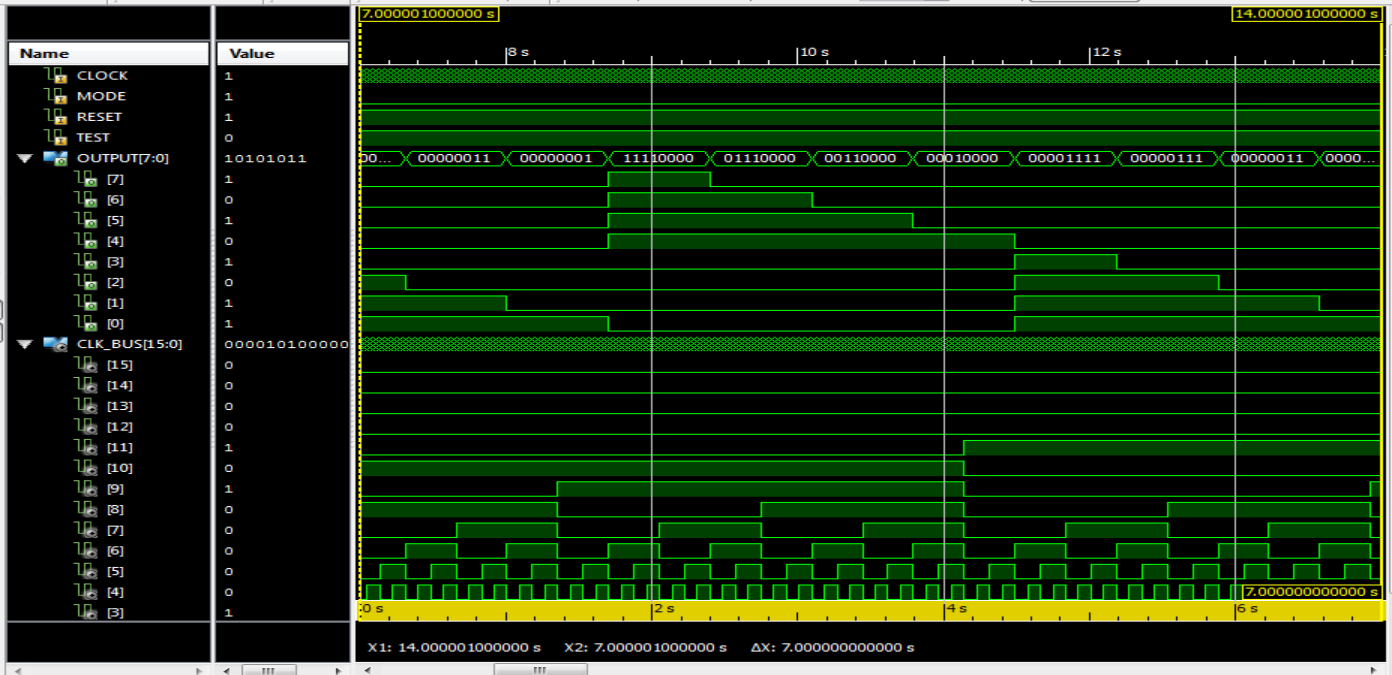 7.000001000000 s 14.000001000000 s
Name Value 8 s 10 s 12 s
CLOCK 1
MODE 1
RESET 1
TEST 0
OUTPUT[7:0] 10101011 00... 00000011 00000001 11110000 01110000 00110000 00010000 00001111 00000111 00000011 0000...
[7] 1
[6] 0
[5] 1
[4] 0
[3] 1
[2] 0
[1] 1
[0] 1
CLK_BUS[15:0] 000010100000
[15] 0
[14] 0
[13] 0
[12] 0
[11] 1
[10] 0
[9] 1
[8] 0
[7] 0
[6] 0
[5] 0
[4] 0 7.000000000000 s
[3] 1 0 s 2 s 4 s 6 s
X1: 14.000001000000 s X2: 7.000001000000 s ΔX: 7.000000000000 s